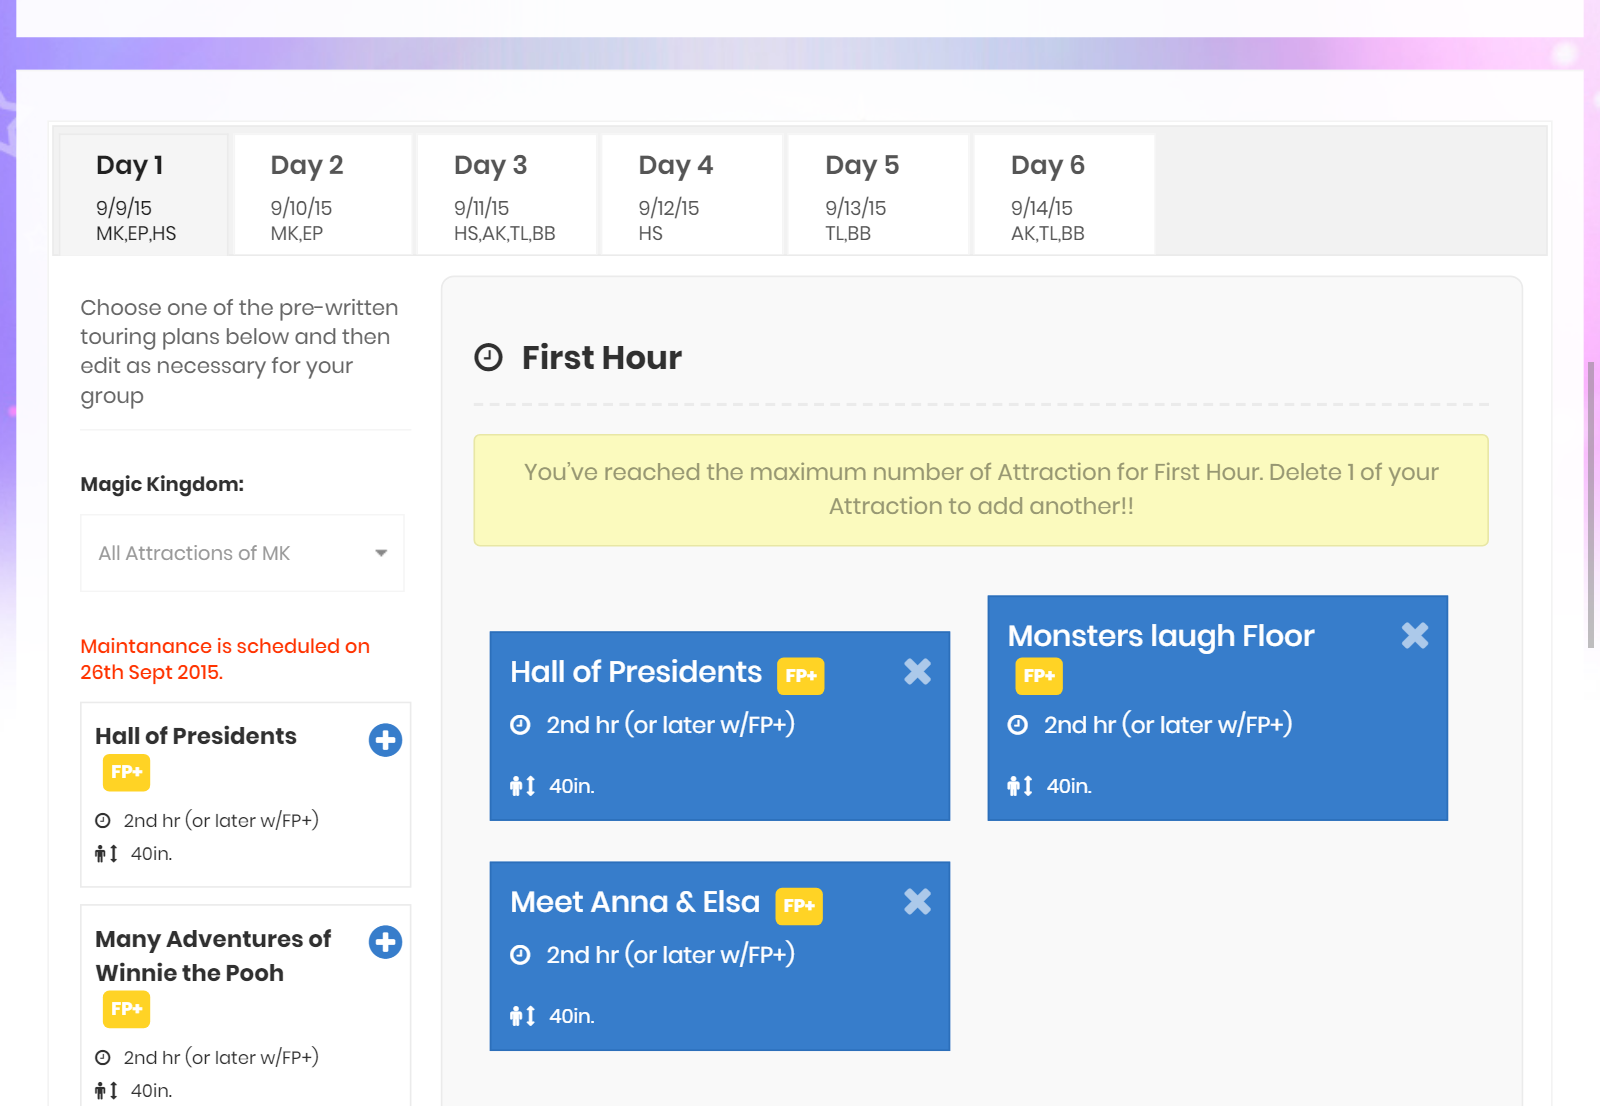 Day 1
9/9/15
MK,EP,HS
Day 2
9/10/15
MK,EP
Day 3
9/11/15
HS,AK,TL,BB
Day 4
9/12/15
HS
Day 5
9/13/15
TL,BB
Day 6
9/14/15
AK,TL,BB
Choose one of the pre-written
touring plans below and then
edit as necessary for your
group
Magic Kingdom:
All Attractions of MK
Maintanance is scheduled on
26th Sept 2015.
Hall of Presidents
FP+
2nd hr (or later w/FP+)
40in.
Many Adventures of
Winnie the Pooh
FP+
2nd hr (or later w/FP+)
40in.
First Hour
You’ve reached the maximum number of Attraction for First Hour. Delete 1 of your
Attraction to add another!!
Hall of Presidents FP+
2nd hr (or later w/FP+)
40in.
Monsters laugh Floor
FP+
2nd hr (or later w/FP+)
40in.
Meet Anna & Elsa FP+
2nd hr (or later w/FP+)
40in.